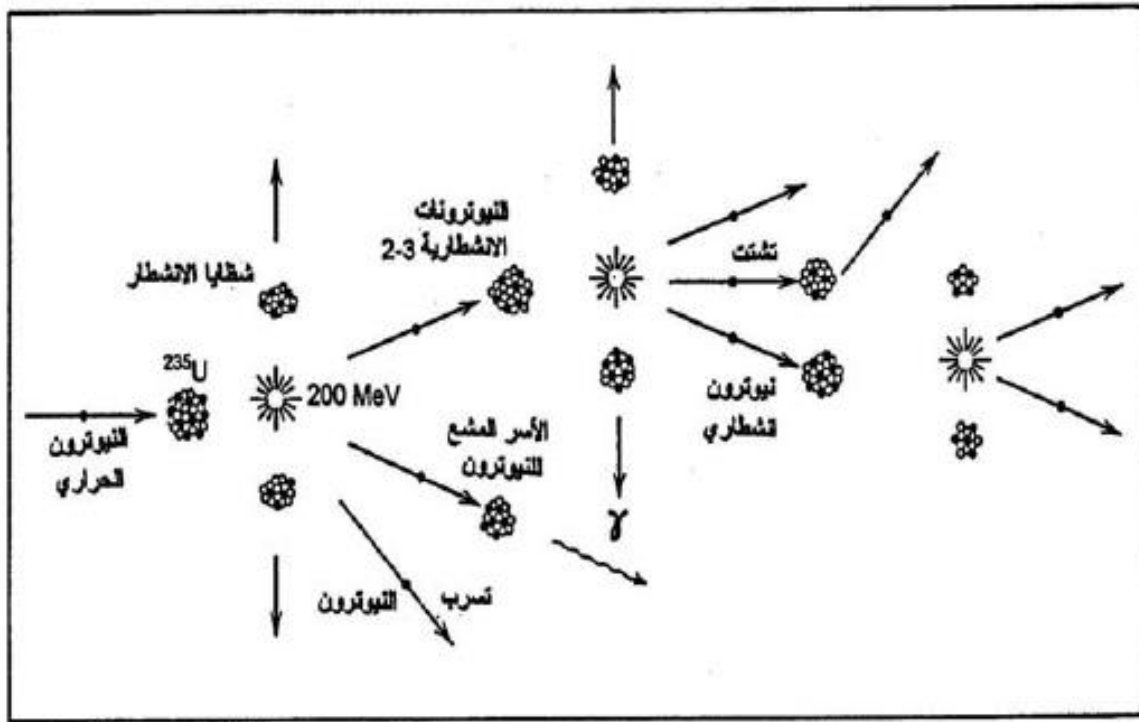 النيوترونات
الانشطارية 2-3
شظايا الانشطار
تشتت
²³⁵U
200 MeV
نيوترون
انشطاري
النيوترون
الحراري
الأسر المشع
للنيوترون
γ
تسرب
النيوترون